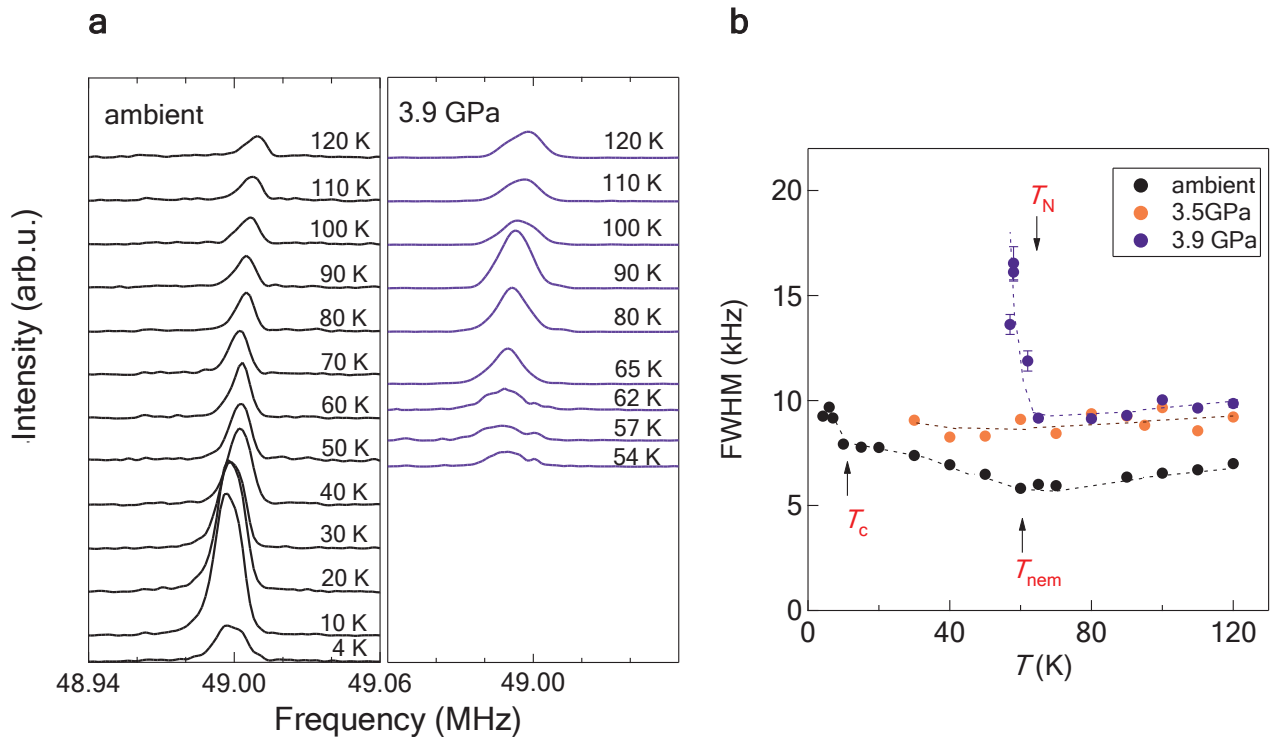 a
b
ambient
120 K
110 K
100 K
90 K
80 K
70 K
60 K
50 K
40 K
30 K
20 K
10 K
4 K
3.9 GPa
120 K
110 K
100 K
90 K
80 K
65 K
62 K
57 K
54 K
Intensity (arb.u.)
48.94
49.00
49.06
49.00
Frequency (MHz)
ambient
3.5GPa
3.9 GPa
TN
Tc
Tnem
FWHM (kHz)
20
15
10
5
0
0
40
80
120
T (K)